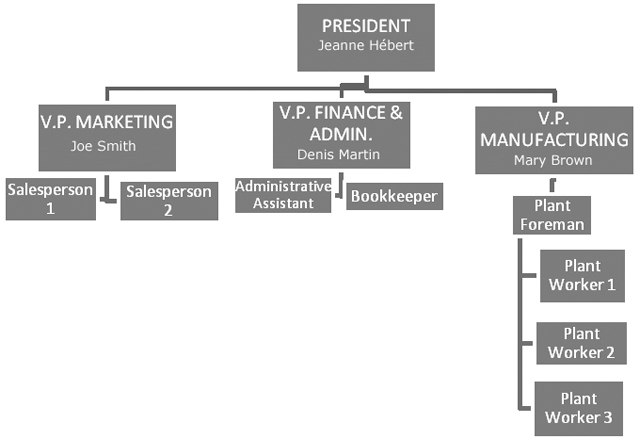 PRESIDENT
Jeanne Hébert
V.P. MARKETING
Joe Smith
V.P. FINANCE &
ADMIN.
Denis Martin
V.P.
MANUFACTURING
Mary Brown
Salesperson
1
Salesperson
2
Administrative
Assistant
Bookkeeper
Plant
Foreman
Plant
Worker 1
Plant
Worker 2
Plant
Worker 3